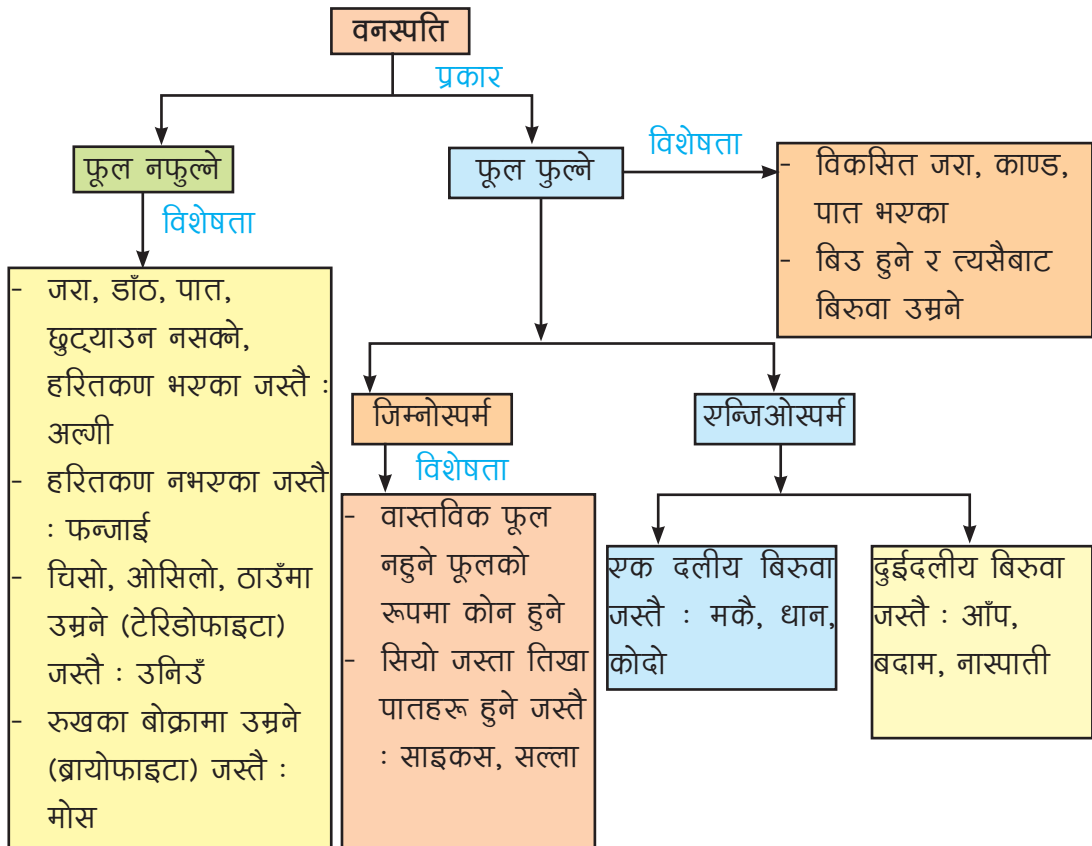 वनस्पति
प्रकार
फूल नफुल्ने
फूल फुल्ने
विशेषता
- विकसित जरा, काण्ड,
पात भएका
- बिउ हुने र त्यसैबाट
बिरुवा उम्रने
विशेषता
- जरा, डाँठ, पात,
छुट्याउन नसक्ने,
हरितकण भएका जस्तै :
अल्गी
- हरितकण नभएका जस्तै
: फन्जाई
- चिसो, ओसिलो, ठाउँमा
उम्रने (टेरिडोफाइटा)
जस्तै : उनिउँ
- रुखका बोक्रामा उम्रने
(ब्रायोफाइटा) जस्तै :
मोस
जिम्नोस्पर्म
विशेषता
- वास्तविक फूल
नहुने फूलको
रूपमा कोन हुने
- सियो जस्ता तिखा
पातहरू हुने जस्तै
: साइकस, सल्ला
एन्जिओस्पर्म
एक दलीय बिरुवा
जस्तै : मकै, धान,
कोदो
दुईदलीय बिरुवा
जस्तै : आँप,
बदाम, नास्पाती